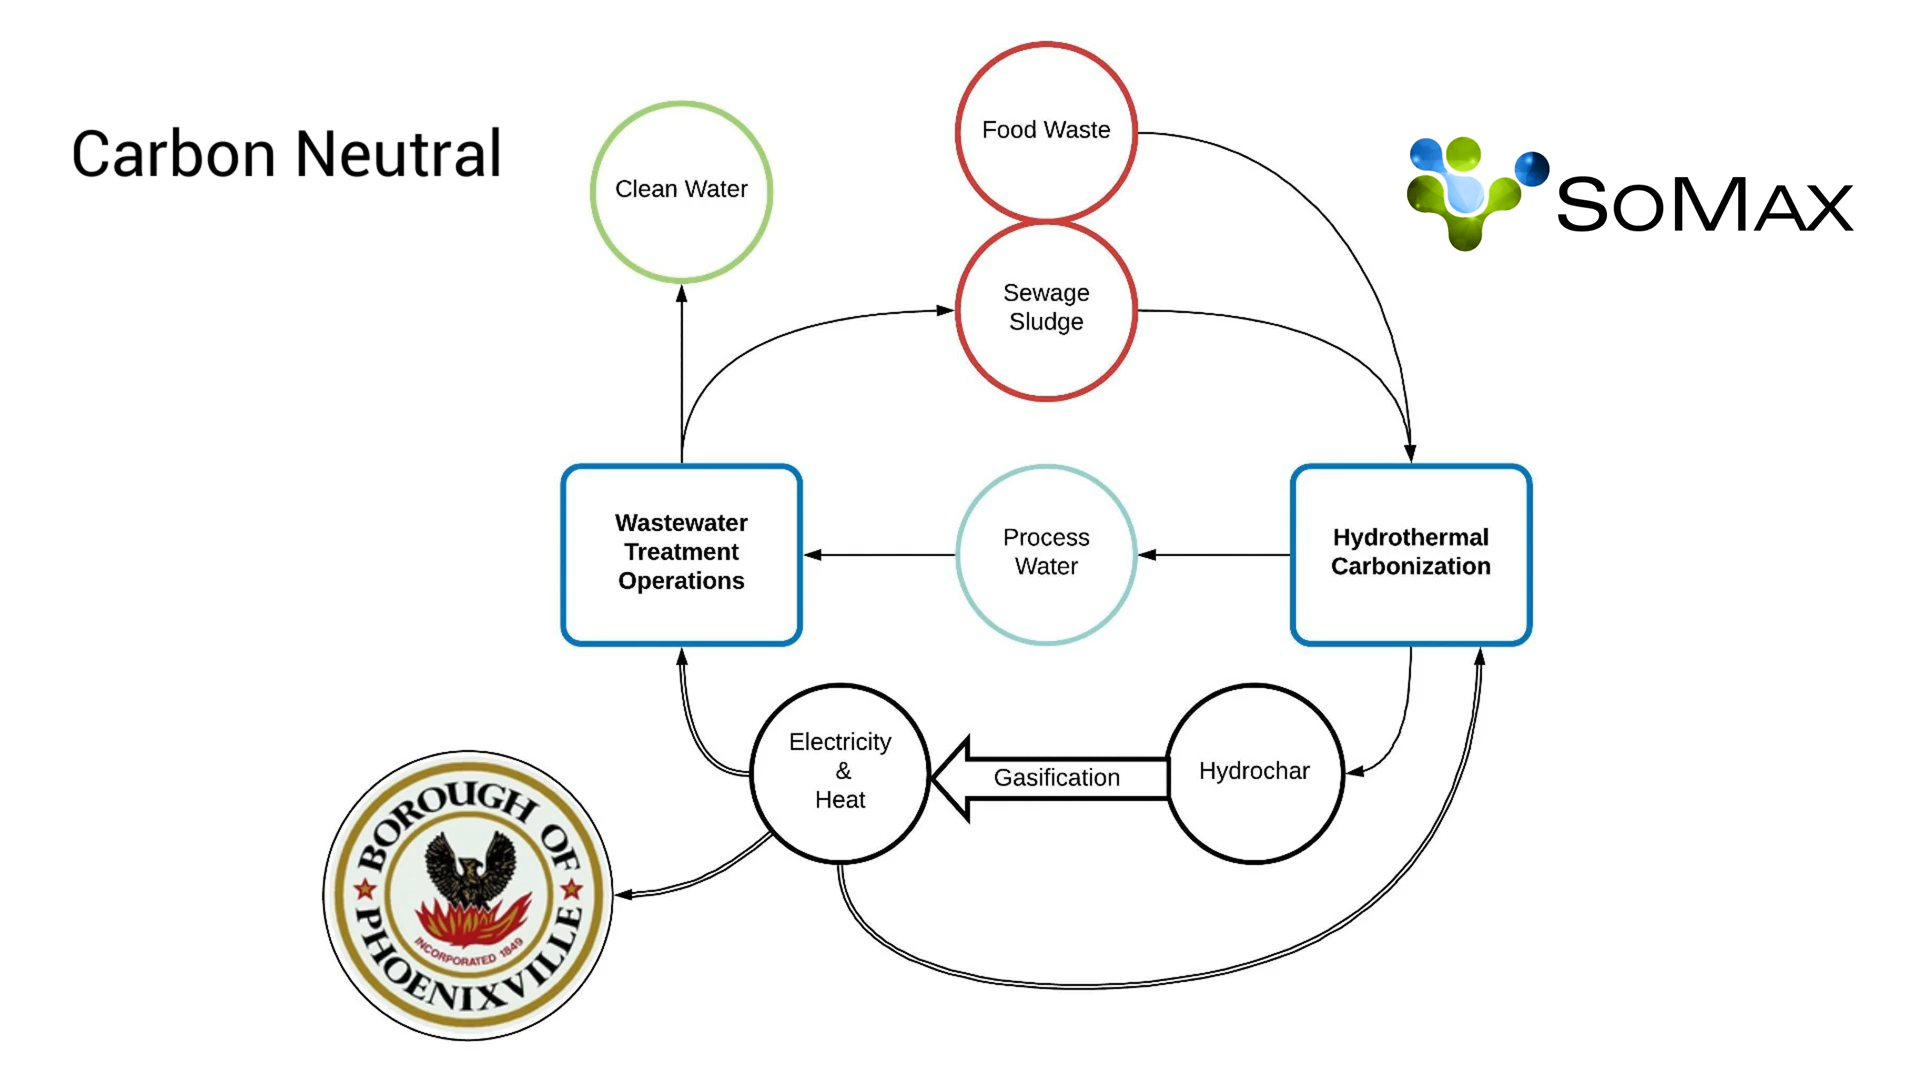 Carbon Neutral
Clean Water
Food Waste
SOMAX
Sewage
Sludge
Wastewater
Treatment
Operations
Process
Water
Hydrothermal
Carbonization
Electricity
&
Heat
Gasification
Hydrochar
BOROUGH OF
PHOENIXVILLE
INCORPORATED 1849